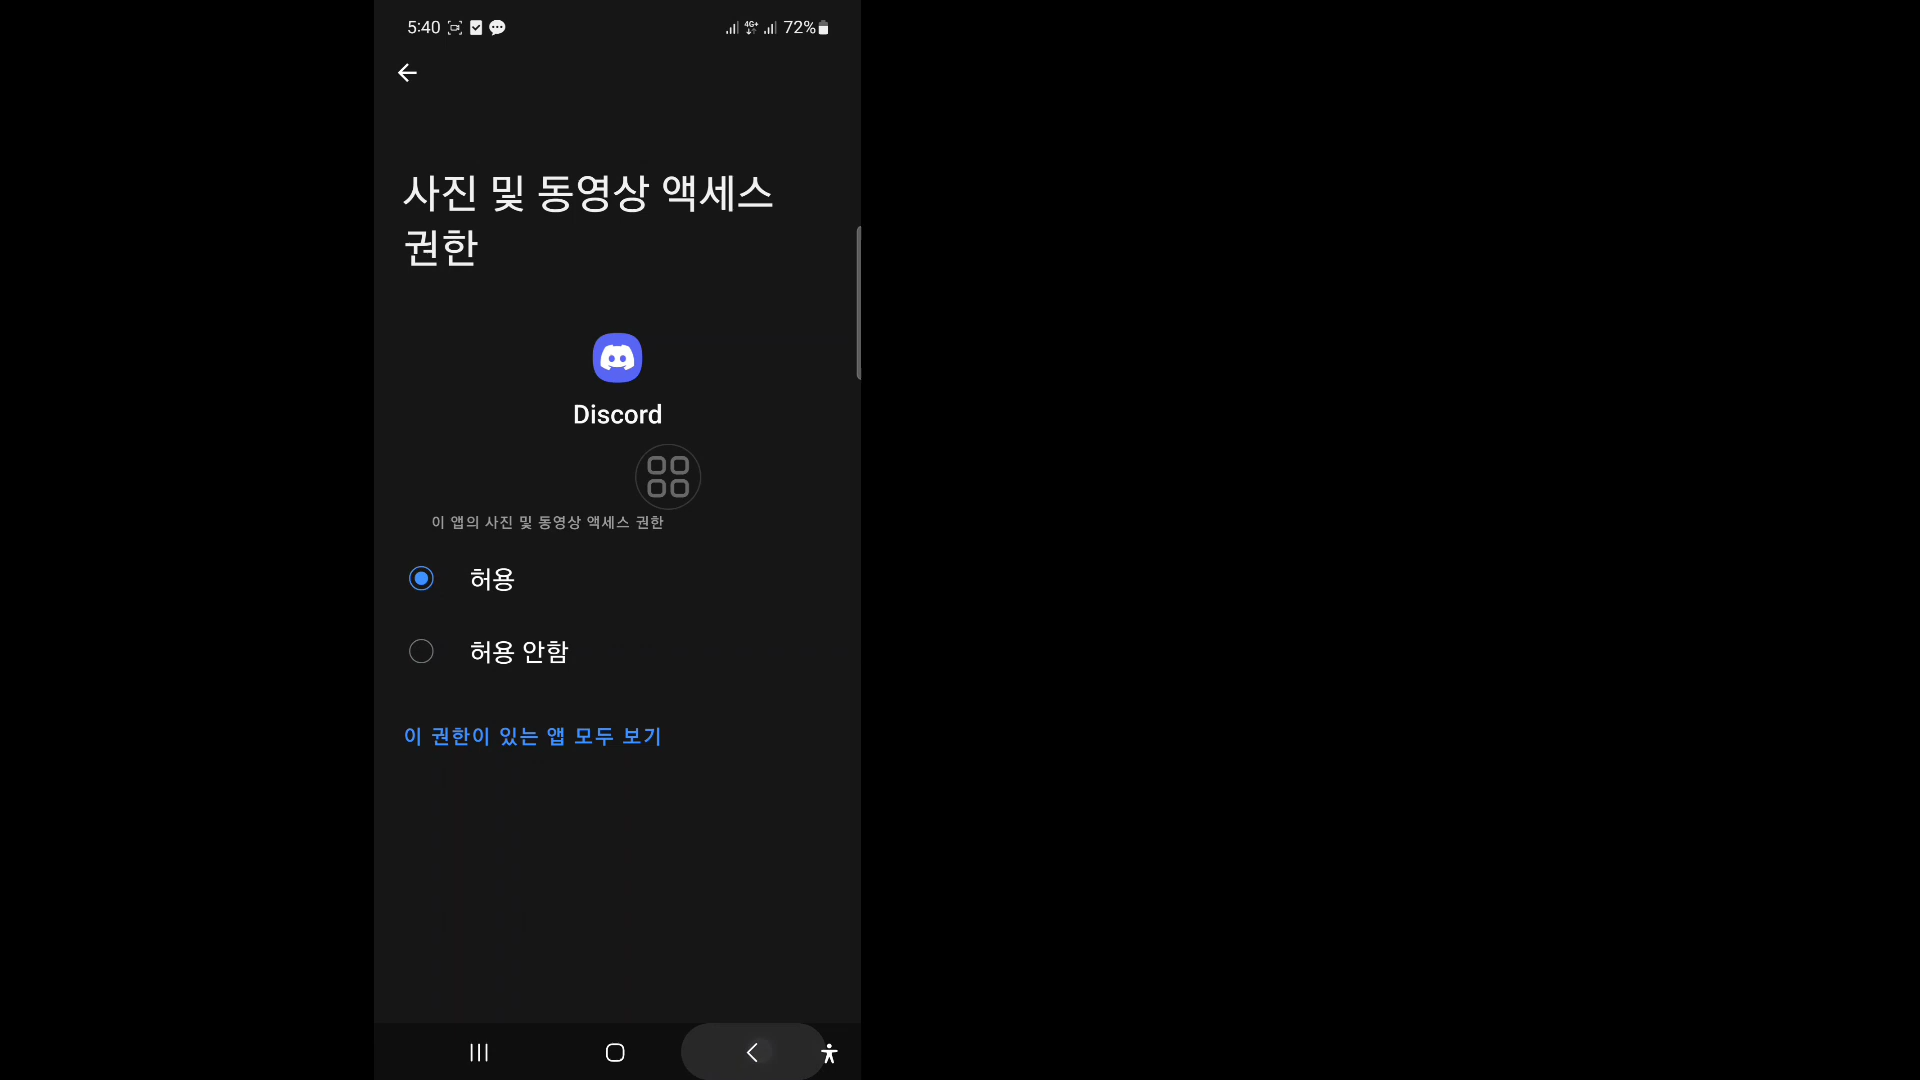 5:40
4G+
72%
사진 및 동영상 액세스
권한
Discord
이 앱의 사진 및 동영상 액세스 권한
허용
허용 안함
이 권한이 있는 앱 모두 보기